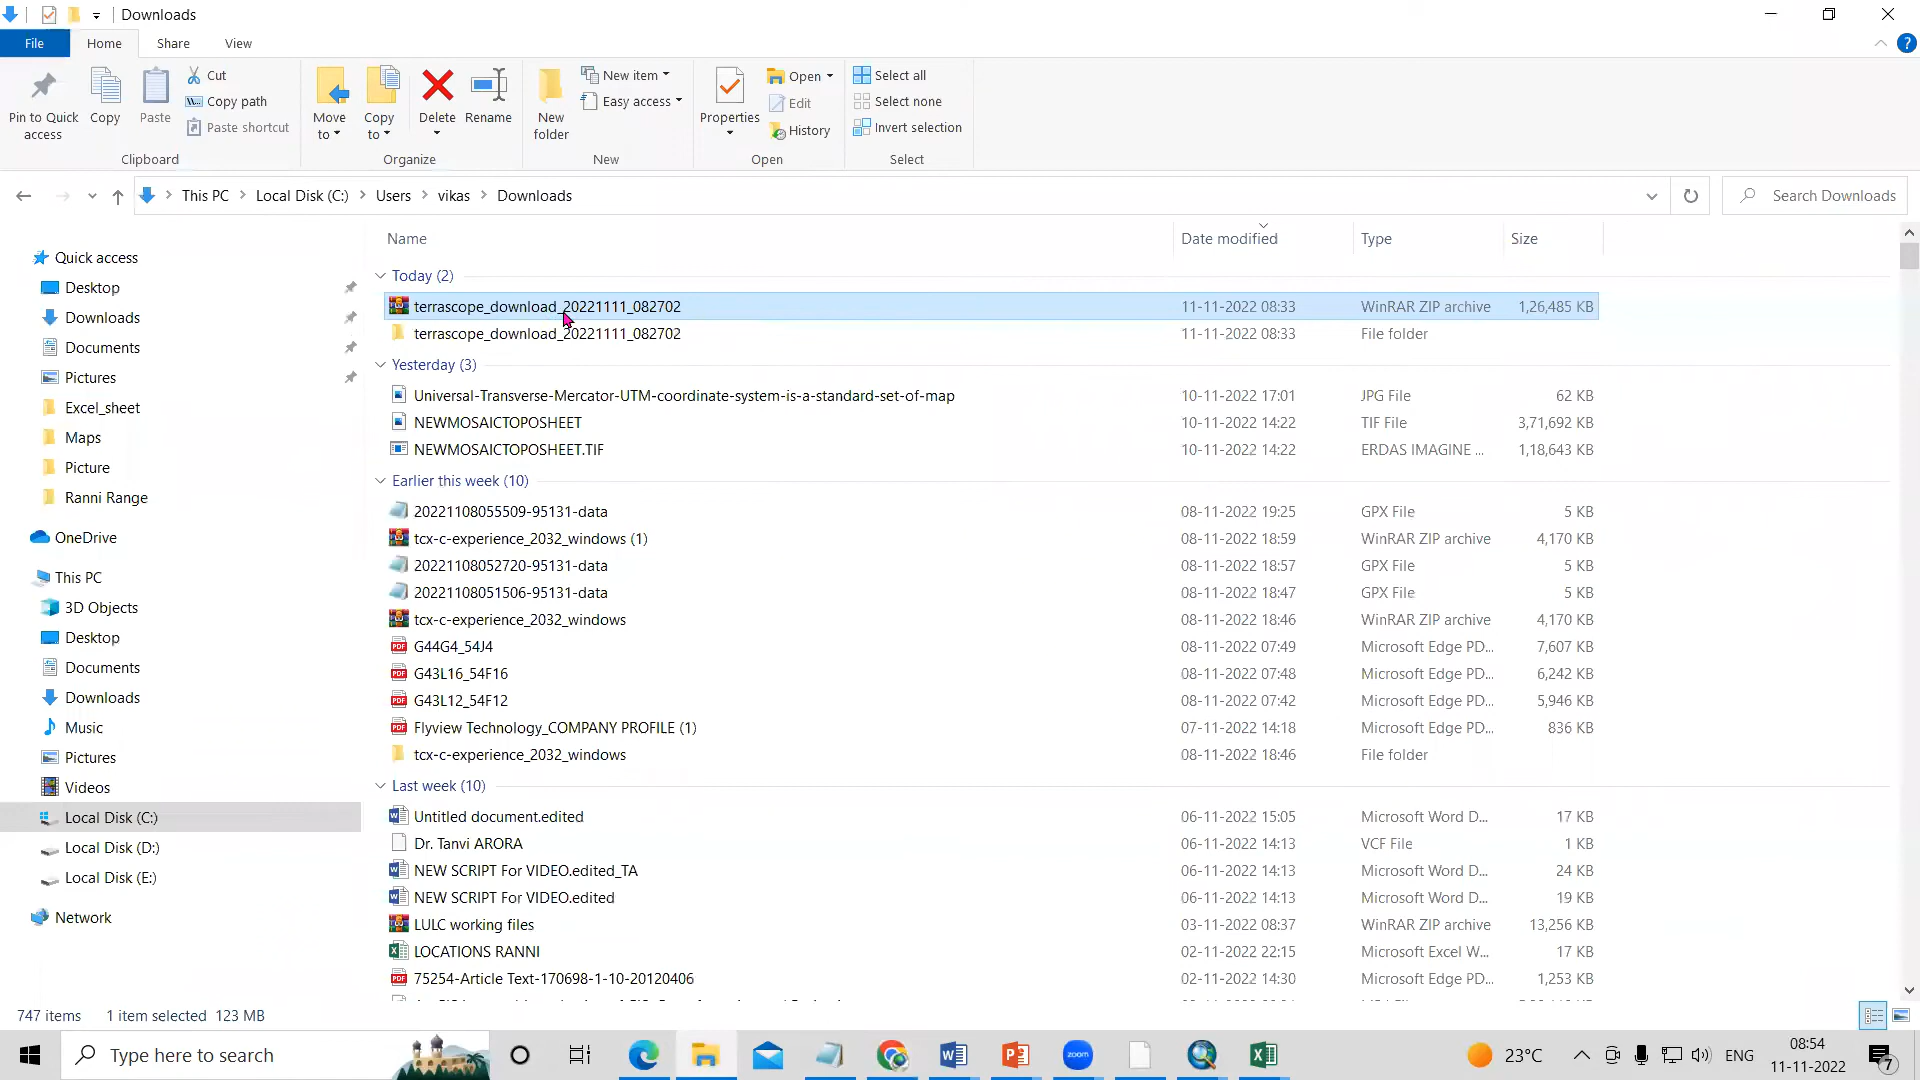 Downloads
File Home Share View
Pin to Quick access
Copy
Paste
Cut
Copy path
Paste shortcut
Clipboard
Move to
Copy to
Delete
Rename
Organize
New folder
New item
Easy access
New
Properties
Open
Edit
History
Open
Select all
Select none
Invert selection
Select
This PC Local Disk (C:) Users vikas Downloads
Search Downloads
Quick access
Desktop
Downloads
Documents
Pictures
Excel_sheet
Maps
Picture
Ranni Range
OneDrive
This PC
3D Objects
Desktop
Documents
Downloads
Music
Pictures
Videos
Local Disk (C:)
Local Disk (D:)
Local Disk (E:)
Network
Name Date modified Type Size
Today (2)
terrascope_download_20221111_082702 11-11-2022 08:33 WinRAR ZIP archive 1,26,485 KB
terrascope_download_20221111_082702 11-11-2022 08:33 File folder
Yesterday (3)
Universal-Transverse-Mercator-UTM-coordinate-system-is-a-standard-set-of-map 10-11-2022 17:01 JPG File 62 KB
NEWMOSAICTOPOSHEET 10-11-2022 14:22 TIF File 3,71,692 KB
NEWMOSAICTOPOSHEET.TIF 10-11-2022 14:22 ERDAS IMAGINE ... 1,18,643 KB
Earlier this week (10)
20221108055509-95131-data 08-11-2022 19:25 GPX File 5 KB
tcx-c-experience_2032_windows (1) 08-11-2022 18:59 WinRAR ZIP archive 4,170 KB
20221108052720-95131-data 08-11-2022 18:57 GPX File 5 KB
20221108051506-95131-data 08-11-2022 18:47 GPX File 5 KB
tcx-c-experience_2032_windows 08-11-2022 18:46 WinRAR ZIP archive 4,170 KB
G44G4_54J4 08-11-2022 07:49 Microsoft Edge PD... 7,607 KB
G43L16_54F16 08-11-2022 07:48 Microsoft Edge PD... 6,242 KB
G43L12_54F12 08-11-2022 07:42 Microsoft Edge PD... 5,946 KB
Flyview Technology_COMPANY PROFILE (1) 07-11-2022 14:18 Microsoft Edge PD... 836 KB
tcx-c-experience_2032_windows 08-11-2022 18:46 File folder
Last week (10)
Untitled document.edited 06-11-2022 15:05 Microsoft Word D... 17 KB
Dr. Tanvi ARORA 06-11-2022 14:13 VCF File 1 KB
NEW SCRIPT For VIDEO.edited_TA 06-11-2022 14:13 Microsoft Word D... 24 KB
NEW SCRIPT For VIDEO.edited 06-11-2022 14:13 Microsoft Word D... 19 KB
LULC working files 03-11-2022 08:37 WinRAR ZIP archive 13,256 KB
LOCATIONS RANNI 02-11-2022 22:15 Microsoft Excel W... 17 KB
75254-Article Text-170698-1-10-20120406 02-11-2022 14:30 Microsoft Edge PD... 1,253 KB
747 items 1 item selected 123 MB
Type here to search
zoom
23°C
ENG
08:54
11-11-2022
7